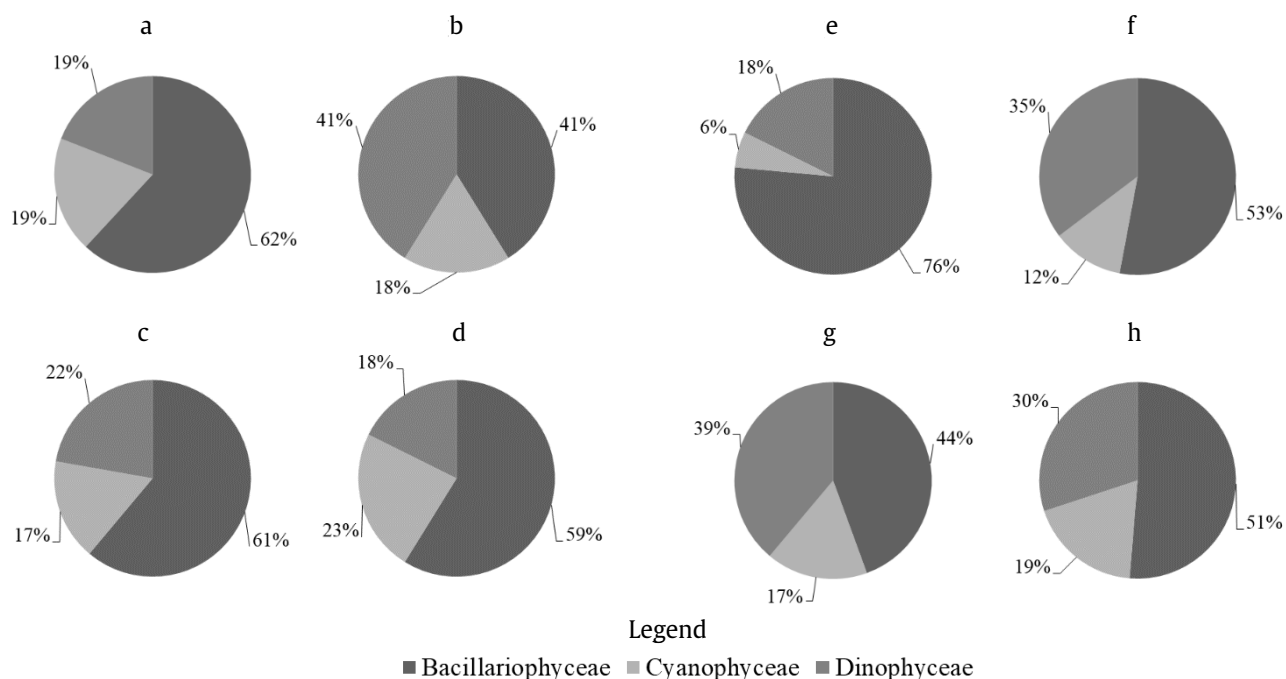 a
19%
19%
62%
b
41%
41%
18%
e
18%
6%
76%
f
35%
53%
12%
c
22%
17%
61%
d
18%
23%
59%
g
39%
44%
17%
h
30%
51%
19%
Legend
Bacillariophyceae Cyanophyceae Dinophyceae